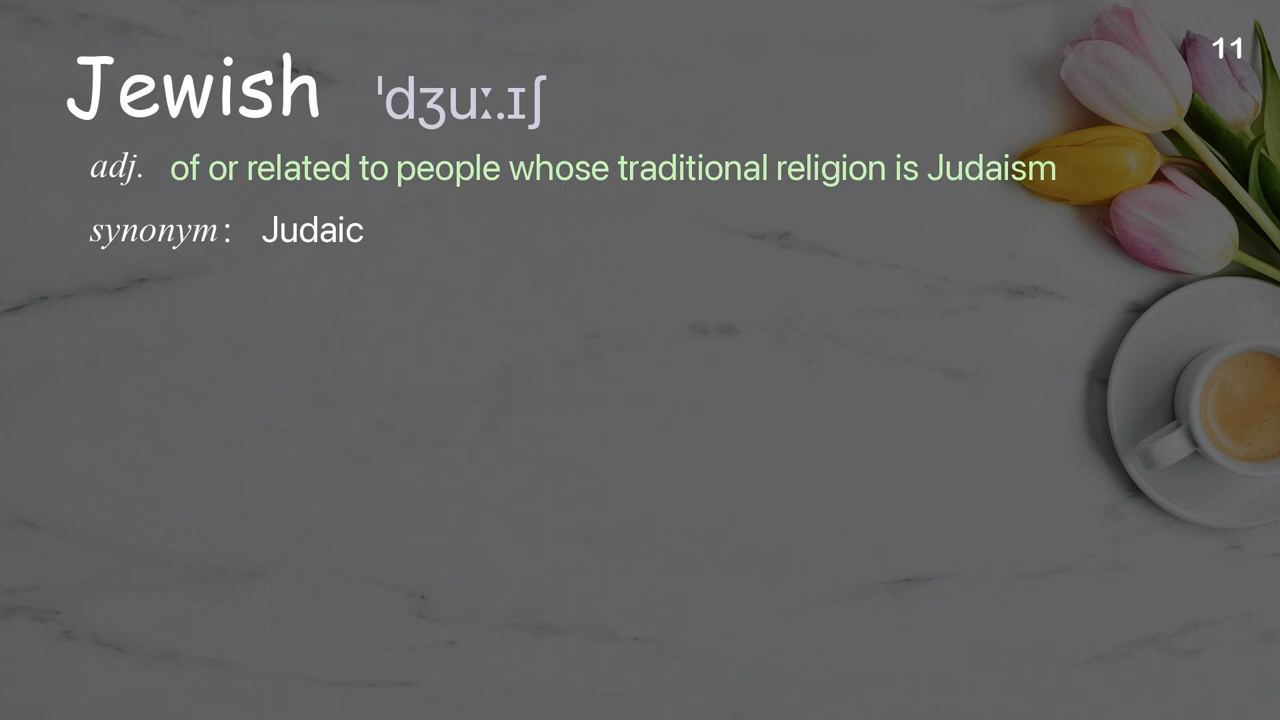 11
Jewish ˈdʒuː.ɪʃ
adj. of or related to people whose traditional religion is Judaism
synonym : Judaic